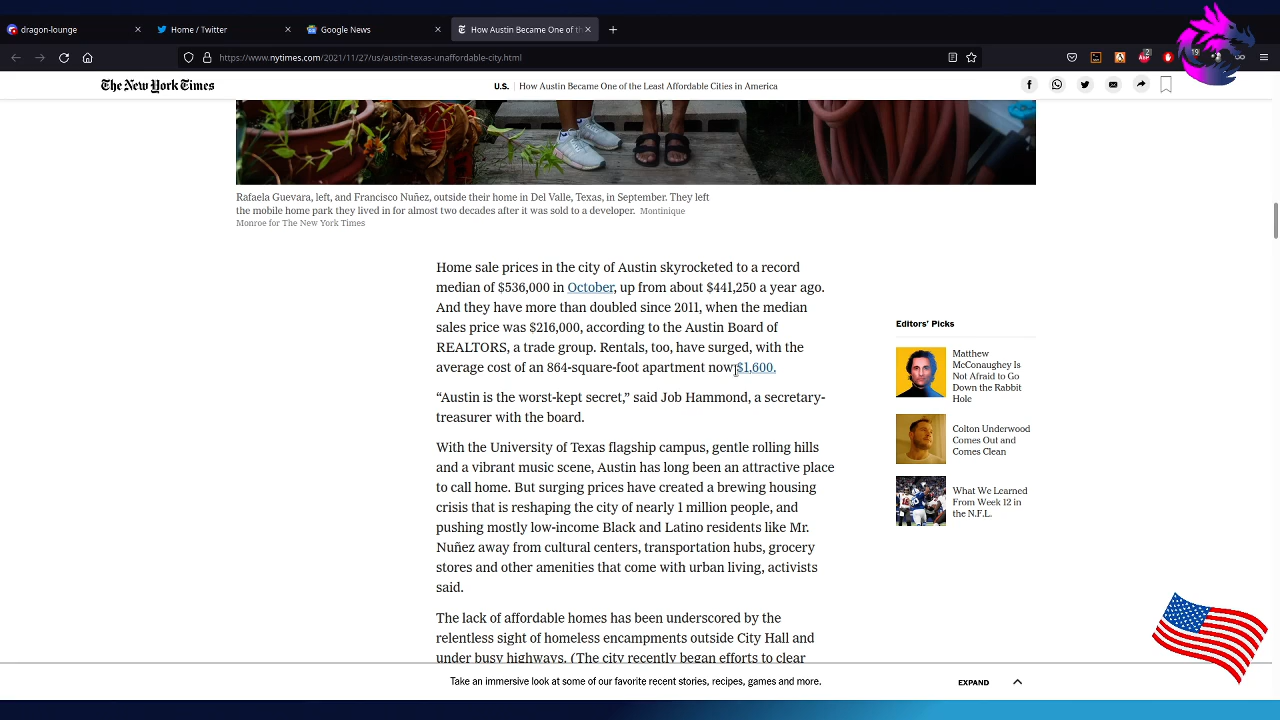 dragon-lounge
Home / Twitter
Google News
How Austin Became One of th
https://www.nytimes.com/2021/11/27/us/austin-texas-unaffordable-city.html
2
19
The New York Times
U.S. How Austin Became One of the Least Affordable Cities in America
Rafaela Guevara, left, and Francisco Nuñez, outside their home in Del Valle, Texas, in September. They left
the mobile home park they lived in for almost two decades after it was sold to a developer. Montinique
Monroe for The New York Times
Home sale prices in the city of Austin skyrocketed to a record
median of $536,000 in October, up from about $441,250 a year ago.
And they have more than doubled since 2011, when the median
sales price was $216,000, according to the Austin Board of
REALTORS, a trade group. Rentals, too, have surged, with the
average cost of an 864-square-foot apartment now $1,600.
“Austin is the worst-kept secret,” said Job Hammond, a secretary-
treasurer with the board.
With the University of Texas flagship campus, gentle rolling hills
and a vibrant music scene, Austin has long been an attractive place
to call home. But surging prices have created a brewing housing
crisis that is reshaping the city of nearly 1 million people, and
pushing mostly low-income Black and Latino residents like Mr.
Nuñez away from cultural centers, transportation hubs, grocery
stores and other amenities that come with urban living, activists
said.
The lack of affordable homes has been underscored by the
relentless sight of homeless encampments outside City Hall and
under busy highways. (The city recently began efforts to clear
Editors’ Picks
Matthew
McConaughey Is
Not Afraid to Go
Down the Rabbit
Hole
Colton Underwood
Comes Out and
Comes Clean
What We Learned
From Week 12 in
the N.F.L.
Take an immersive look at some of our favorite recent stories, recipes, games and more.
EXPAND